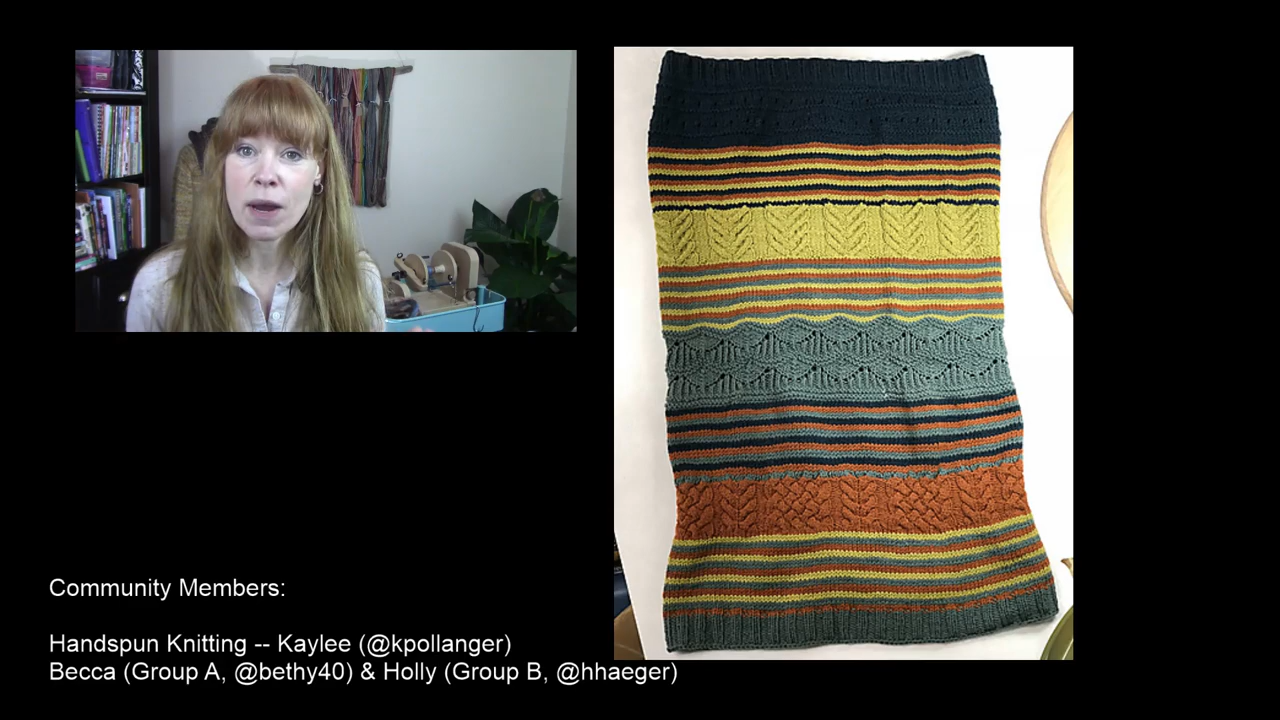 Community Members:
Handspun Knitting -- Kaylee (@kpollanger)
Becca (Group A, @bethy40) & Holly (Group B, @hhaeger)